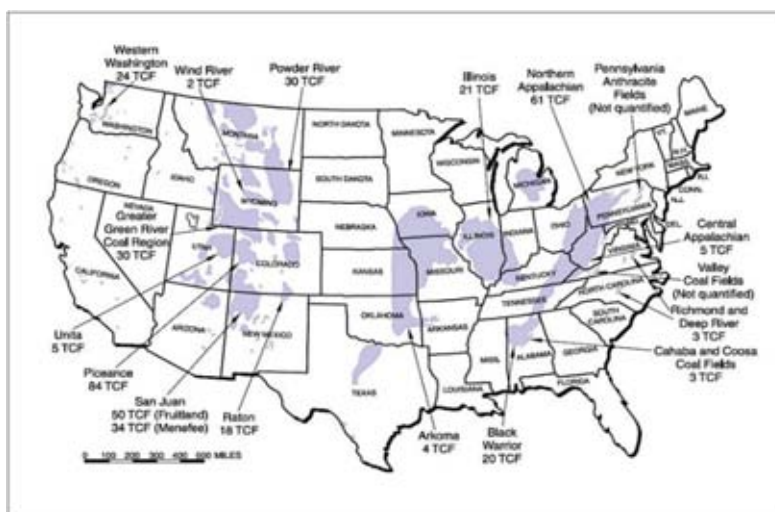 Western
Washington
24 TCF
Wind River
2 TCF
Powder River
30 TCF
Illinois
21 TCF
Northern
Appalachian
61 TCF
Pennsylvania
Anthracite
Fields
(Not quantified)
WASHINGTON
MONTANA
NORTH DAKOTA
MINNESOTA
MAINE
VT.
N.H.
MASS.
R.I.
CONN.
N.J.
DEL.
OREGON
IDAHO
WYOMING
SOUTH DAKOTA
WISCONSIN
MICHIGAN
NEW YORK
PENNSYLVANIA
NEVADA
Greater
Green River
Coal Region
30 TCF
UTAH
COLORADO
NEBRASKA
IOWA
ILLINOIS
INDIANA
OHIO
KANSAS
MISSOURI
KENTUCKY
VIRGINIA
CALIFORNIA
ARIZONA
NEW MEXICO
OKLAHOMA
ARKANSAS
TENNESSEE
NORTH CAROLINA
SOUTH
CAROLINA
TEXAS
LOUISIANA
MISS.
ALABAMA
GEORGIA
FLORIDA
Central
Appalachian
5 TCF
Valley
Coal Fields
(Not quantified)
Richmond and
Deep River
3 TCF
Cahaba and Coosa
Coal Fields
3 TCF
Unita
5 TCF
Piceance
84 TCF
San Juan
50 TCF (Fruitland)
34 TCF (Menefee)
Raton
18 TCF
Arkoma
4 TCF
Black
Warrior
20 TCF
0 100 200 300 400 500 MILES